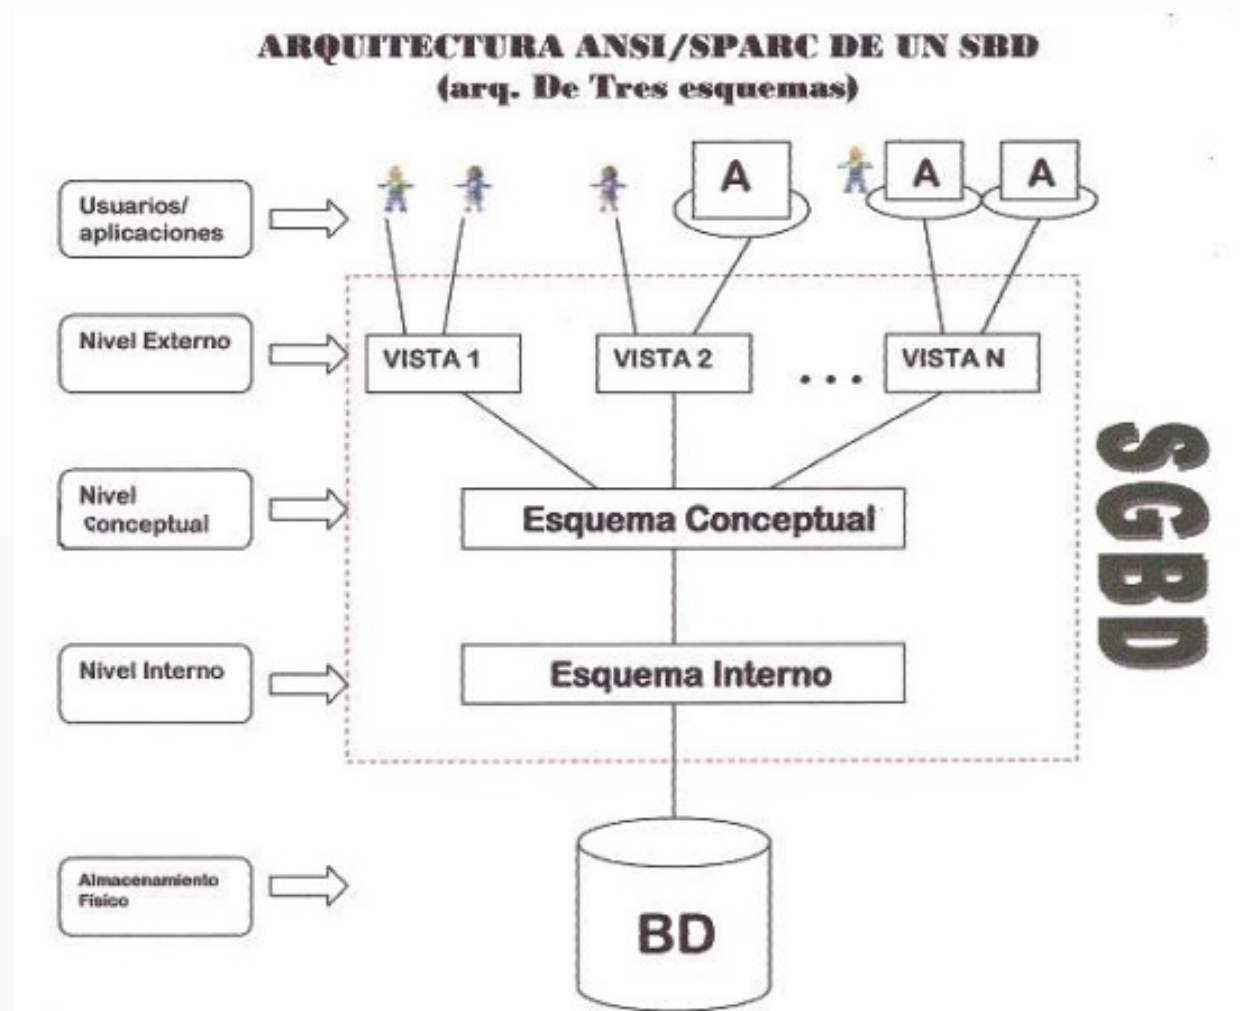 ARQUITECTURA ANSI/SPARC DE UN SBD
(arq. De Tres esquemas)
Usuarios/
aplicaciones
A
A
A
Nivel Externo
VISTA 1
VISTA 2
...
VISTA N
Nivel
Conceptual
Esquema Conceptual
SGBD
Nivel Interno
Esquema Interno
Almacenamiento
Físico
BD